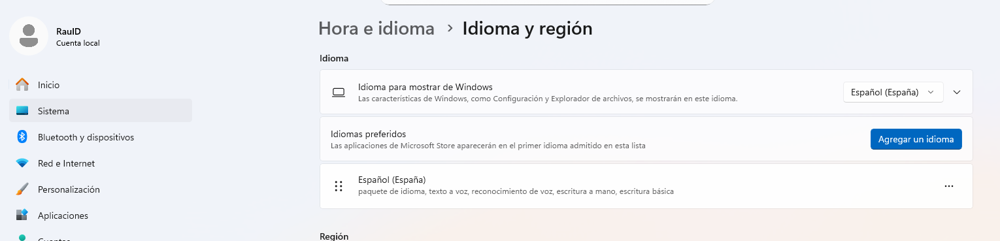 RaulD
Cuenta local
Inicio
Sistema
Bluetooth y dispositivos
Red e Internet
Personalización
Aplicaciones
Hora e idioma > Idioma y región
Idioma
Idioma para mostrar de Windows
Las características de Windows, como Configuración y Explorador de archivos, se mostrarán en este idioma.
Español (España)
Idiomas preferidos
Las aplicaciones de Microsoft Store aparecerán en el primer idioma admitido en esta lista
Agregar un idioma
Español (España)
paquete de idioma, texto a voz, reconocimiento de voz, escritura a mano, escritura básica
Región